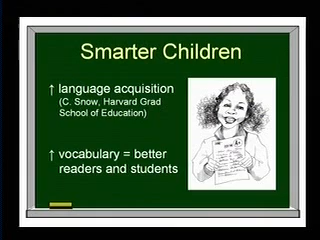 Smarter Children
↑ language acquisition
(C. Snow, Harvard Grad
School of Education)
↑ vocabulary = better
readers and students